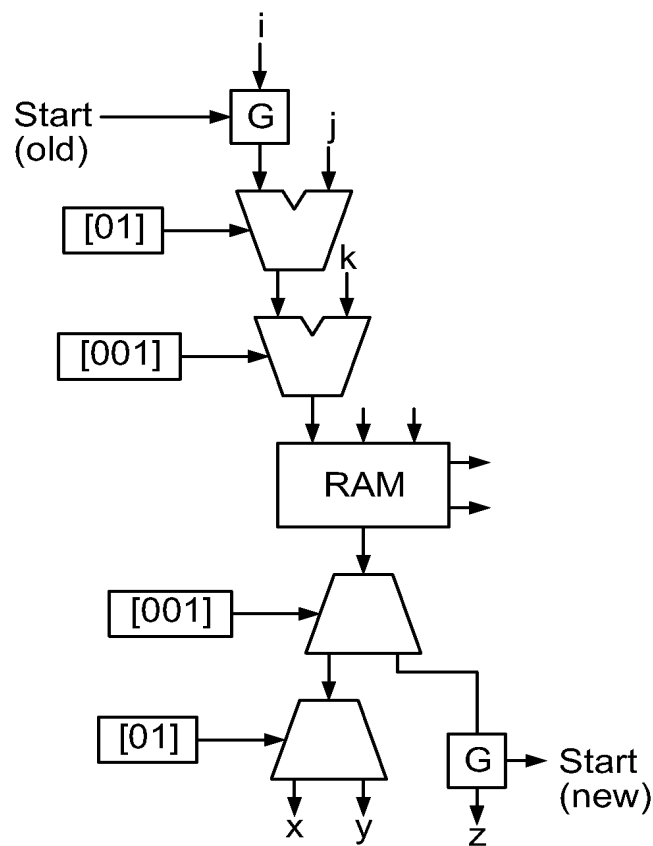 i
Start
(old)
G
j
[01]
k
[001]
RAM
[001]
[01]
G
Start
(new)
x
y
z